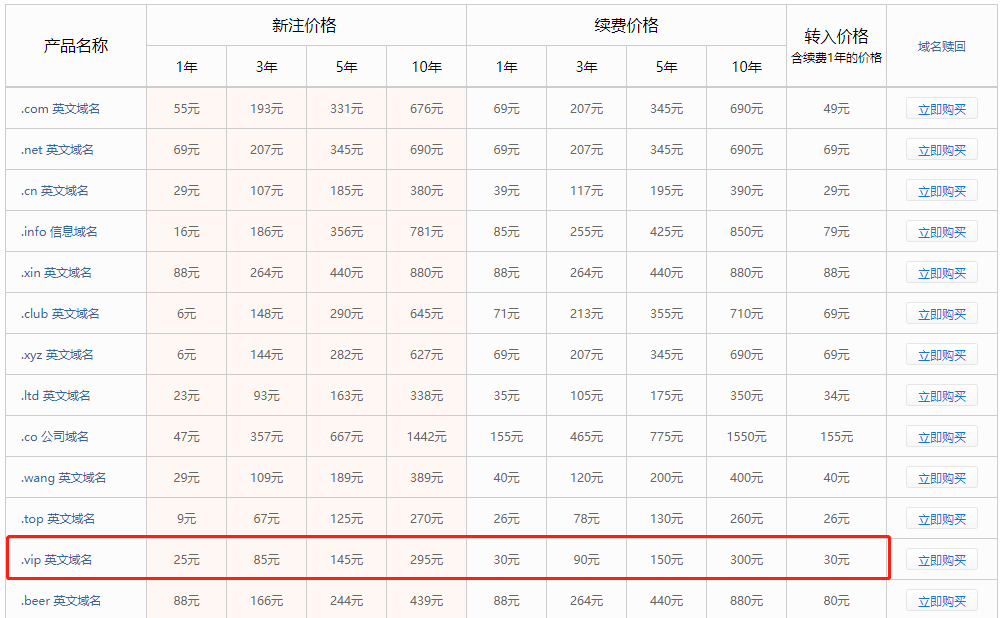 产品名称 新注价格 续费价格 转入价格 域名赎回
含续费1年的价格
1年 3年 5年 10年 1年 3年 5年 10年
.com 英文域名 55元 193元 331元 676元 69元 207元 345元 690元 49元 立即购买
.net 英文域名 69元 207元 345元 690元 69元 207元 345元 690元 69元 立即购买
.cn 英文域名 29元 107元 185元 380元 39元 117元 195元 390元 29元 立即购买
.info 信息域名 16元 186元 356元 781元 85元 255元 425元 850元 79元 立即购买
.xin 英文域名 88元 264元 440元 880元 88元 264元 440元 880元 88元 立即购买
.club 英文域名 6元 148元 290元 645元 71元 213元 355元 710元 69元 立即购买
.xyz 英文域名 6元 144元 282元 627元 69元 207元 345元 690元 69元 立即购买
.ltd 英文域名 23元 93元 163元 338元 35元 105元 175元 350元 34元 立即购买
.co 公司域名 47元 357元 667元 1442元 155元 465元 775元 1550元 155元 立即购买
.wang 英文域名 29元 109元 189元 389元 40元 120元 200元 400元 40元 立即购买
.top 英文域名 9元 67元 125元 270元 26元 78元 130元 260元 26元 立即购买
.vip 英文域名 25元 85元 145元 295元 30元 90元 150元 300元 30元 立即购买
.beer 英文域名 88元 166元 244元 439元 88元 264元 440元 880元 80元 立即购买